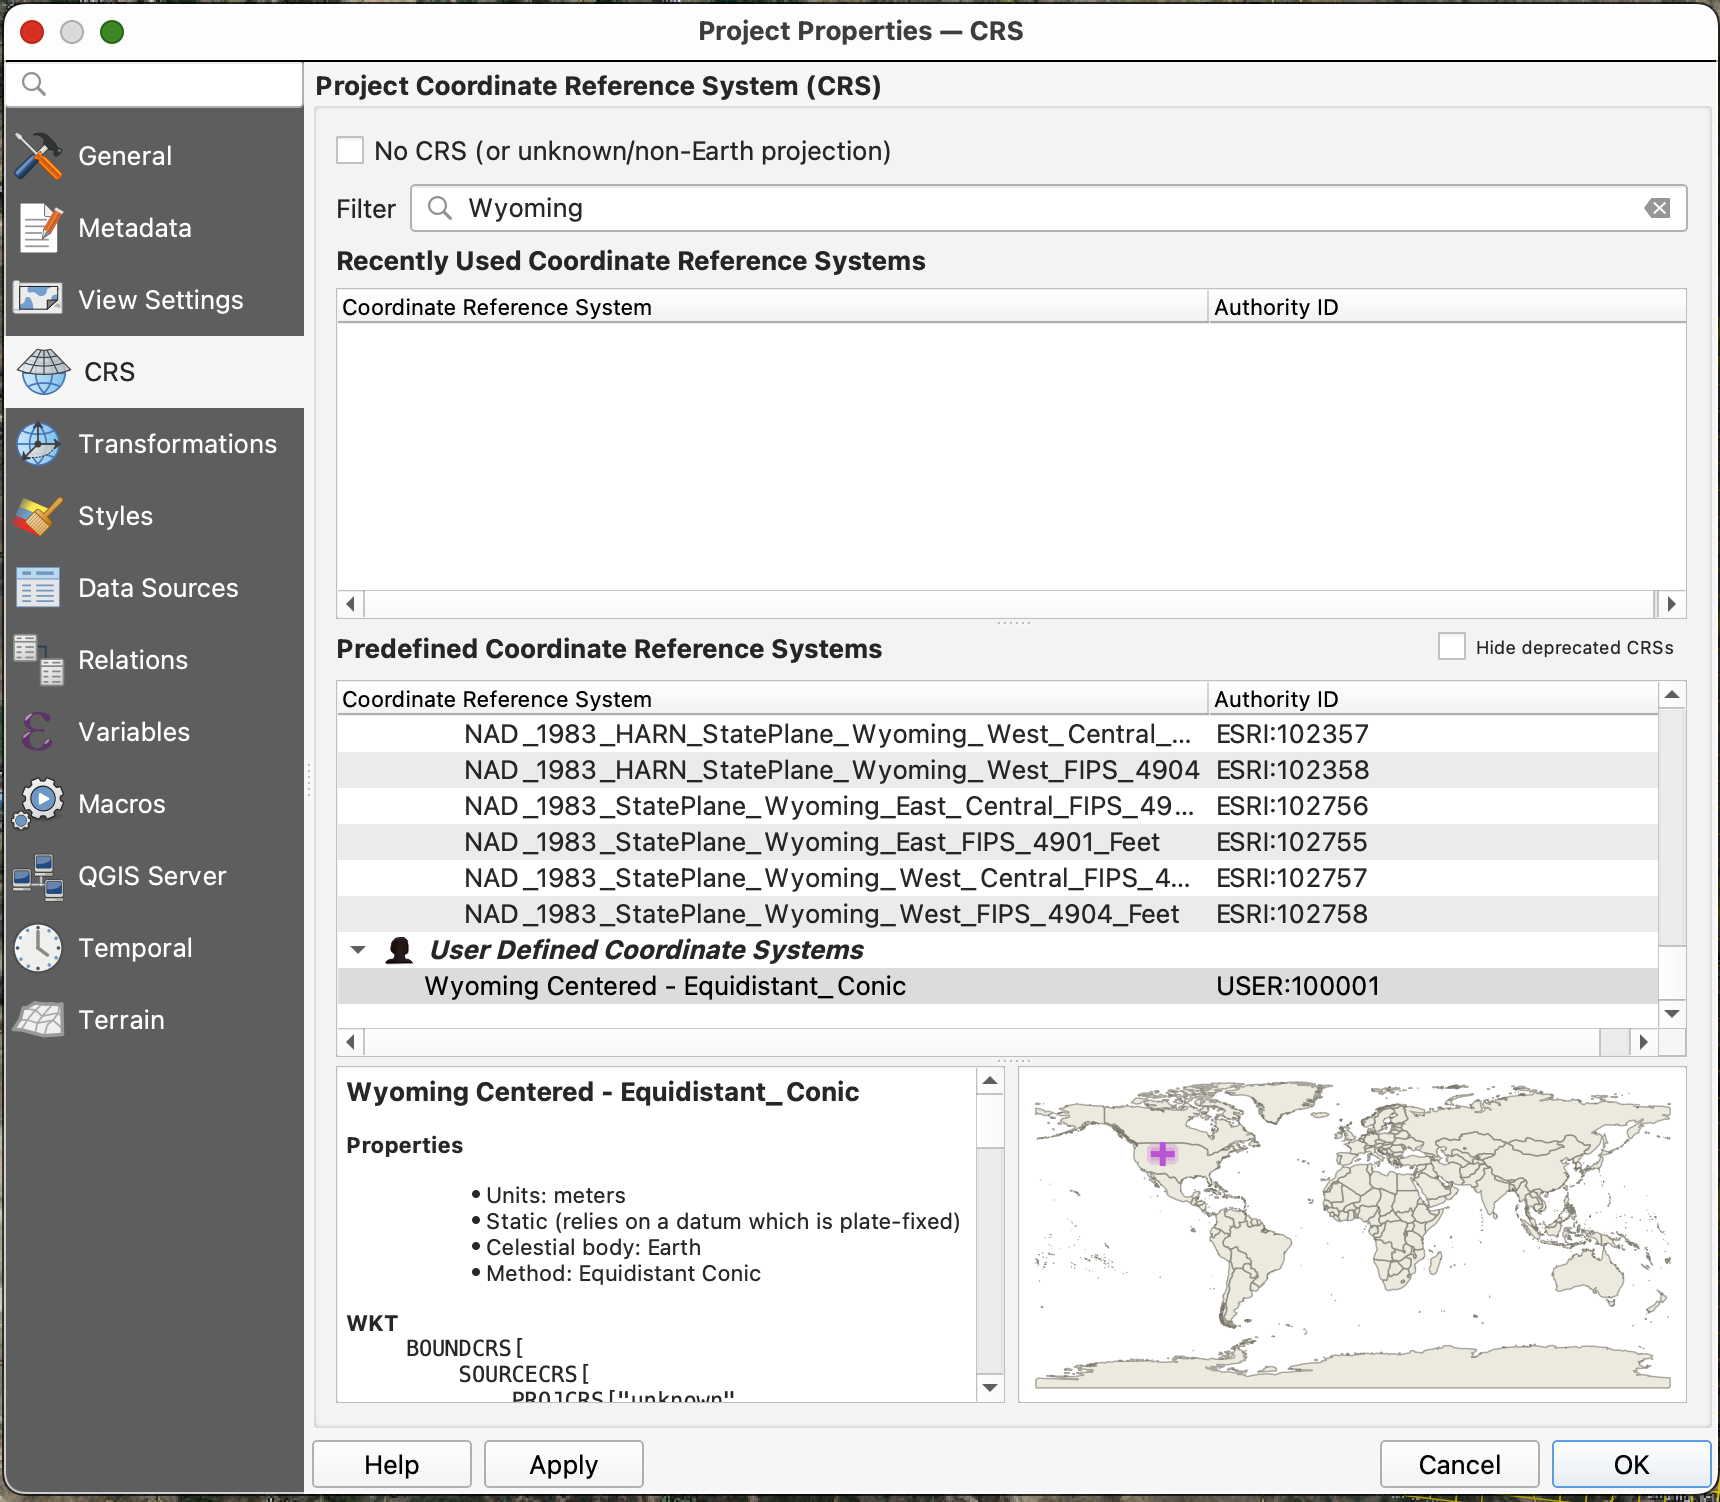 Project Properties — CRS
General
Metadata
View Settings
CRS
Transformations
Styles
Data Sources
Relations
Variables
Macros
QGIS Server
Temporal
Terrain
Project Coordinate Reference System (CRS)
No CRS (or unknown/non-Earth projection)
Filter Wyoming
Recently Used Coordinate Reference Systems
Coordinate Reference System Authority ID
Predefined Coordinate Reference Systems Hide deprecated CRSs
Coordinate Reference System Authority ID
NAD_1983_HARN_StatePlane_Wyoming_West_Central_... ESRI:102357
NAD_1983_HARN_StatePlane_Wyoming_West_FIPS_4904 ESRI:102358
NAD_1983_StatePlane_Wyoming_East_Central_FIPS_49... ESRI:102756
NAD_1983_StatePlane_Wyoming_East_FIPS_4901_Feet ESRI:102755
NAD_1983_StatePlane_Wyoming_West_Central_FIPS_4... ESRI:102757
NAD_1983_StatePlane_Wyoming_West_FIPS_4904_Feet ESRI:102758
User Defined Coordinate Systems
Wyoming Centered - Equidistant_Conic USER:100001
Wyoming Centered - Equidistant_Conic
Properties
• Units: meters
• Static (relies on a datum which is plate-fixed)
• Celestial body: Earth
• Method: Equidistant Conic
WKT
BOUNDCRS[
SOURCECRS[
PROJCRS["unknown"
Help Apply Cancel OK